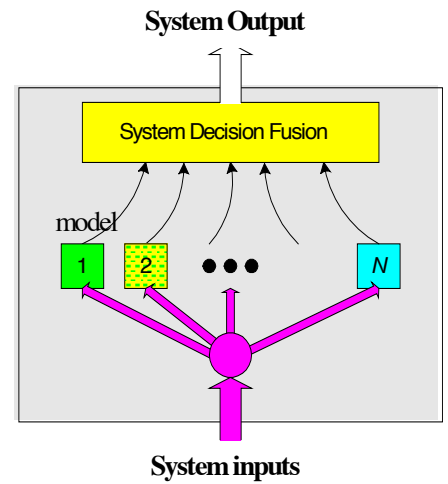 System Output
System Decision Fusion
model
1 2 ••• N
System inputs